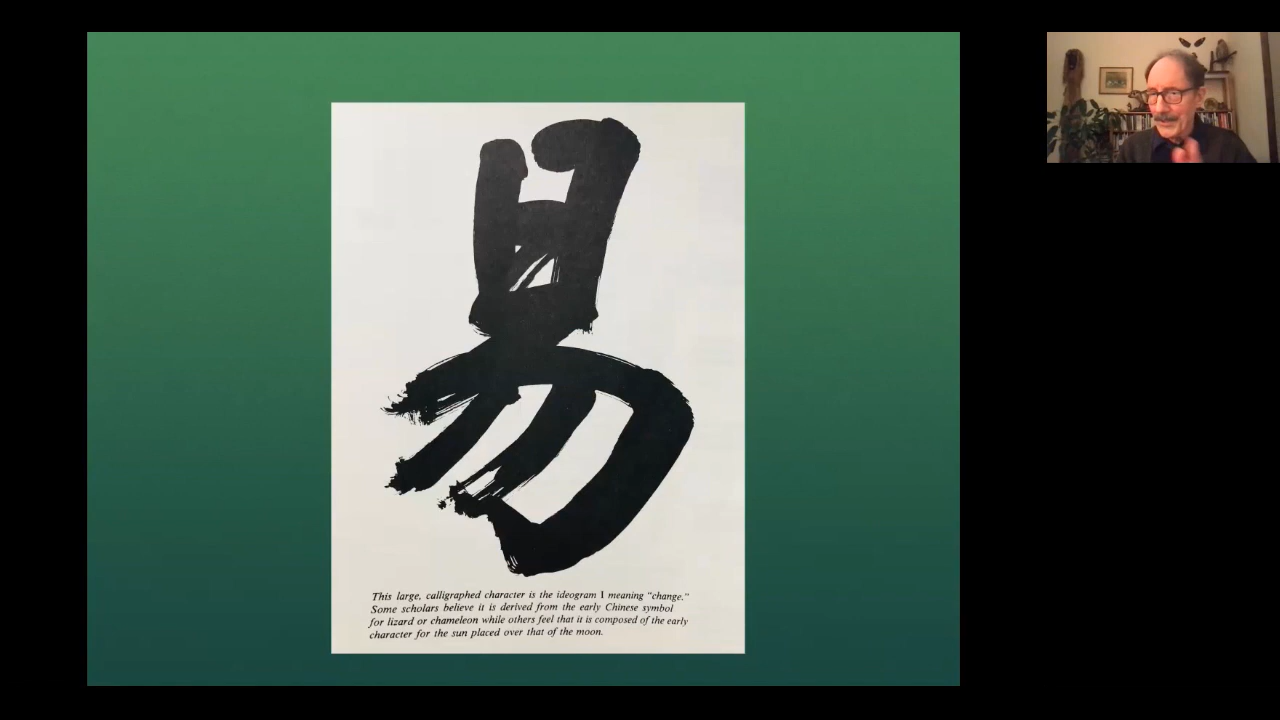 易
This large, calligraphed character is the ideogram I meaning "change."
Some scholars believe it is derived from the early Chinese symbol
for lizard or chameleon while others feel that it is composed of the early
character for the sun placed over that of the moon.